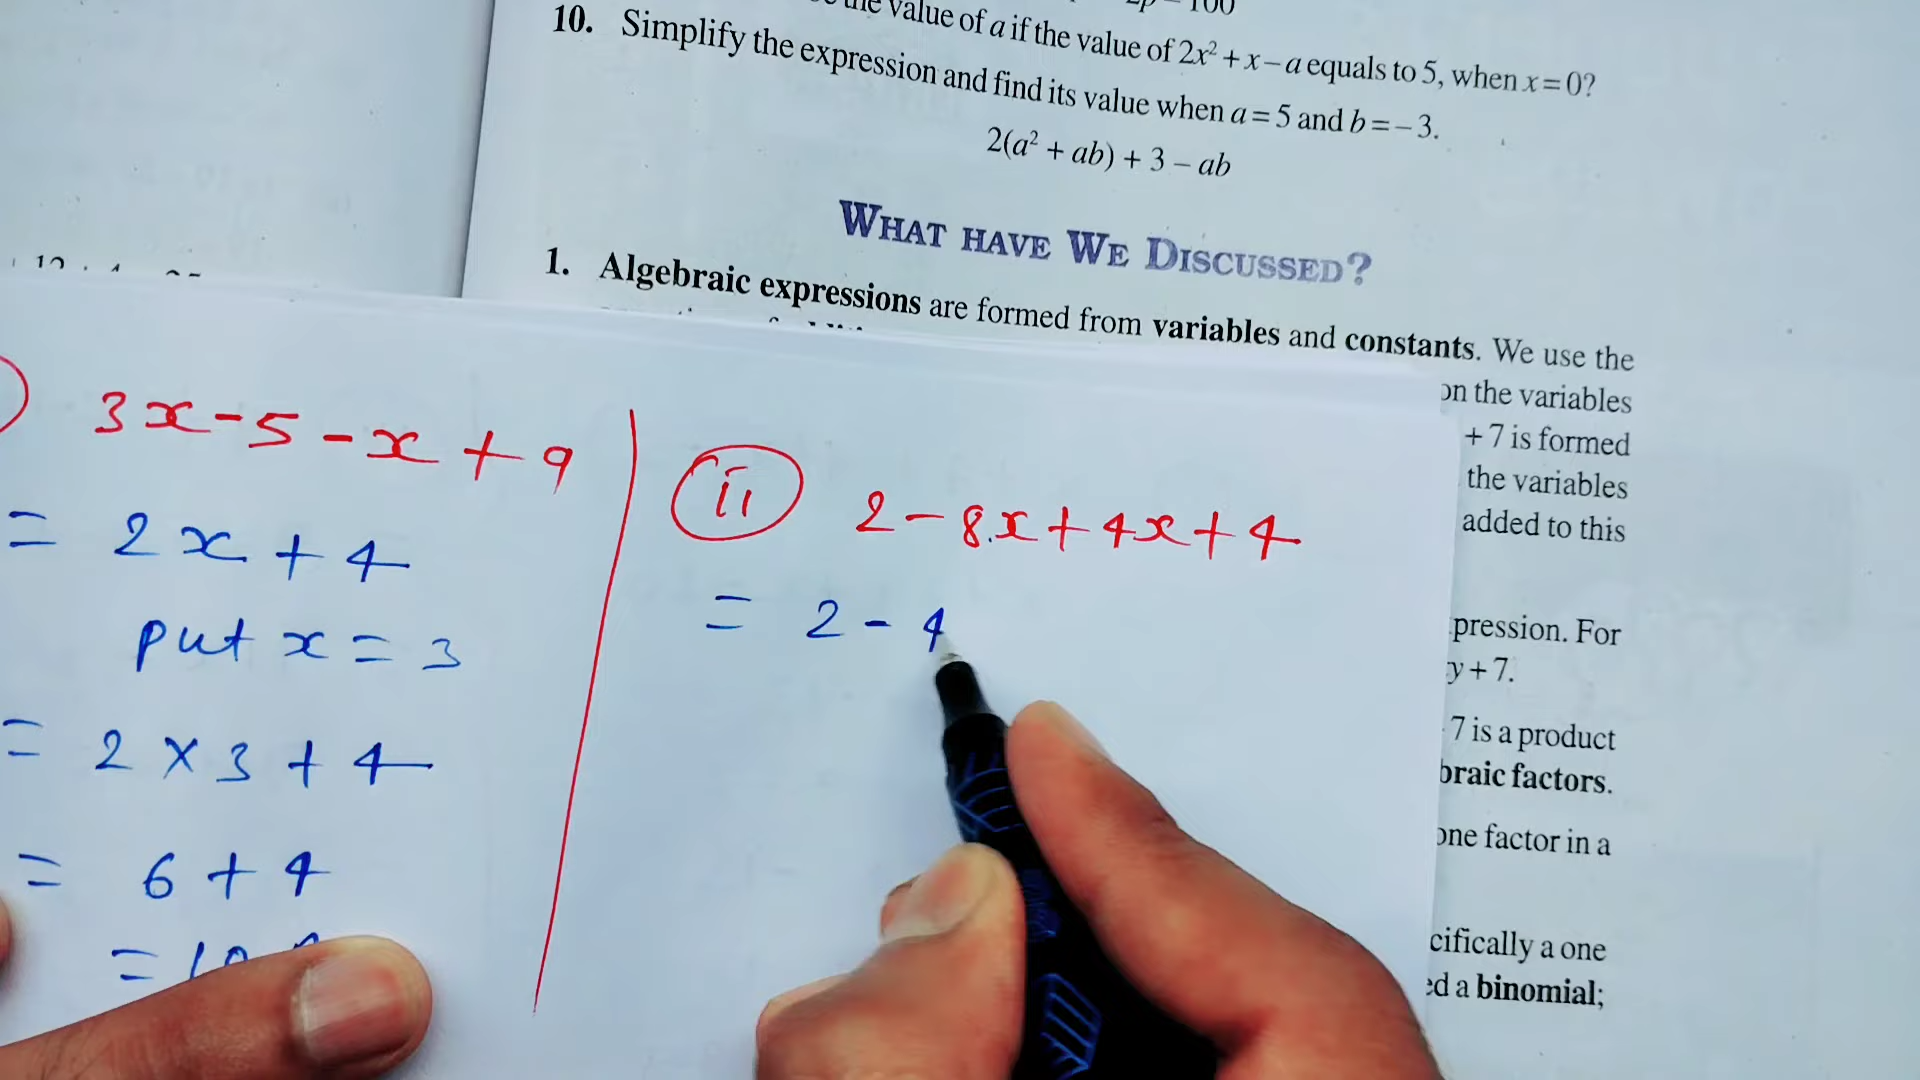 the value of a if the value of 2x² + x – a equals to 5, when x = 0?
10. Simplify the expression and find its value when a = 5 and b = – 3.
2(a² + ab) + 3 – ab
WHAT HAVE WE DISCUSSED?
1. Algebraic expressions are formed from variables and constants. We use the
on the variables
+ 7 is formed
the variables
added to this
pression. For
y + 7.
7 is a product
braic factors.
one factor in a
cifically a one
ed a binomial;
3x - 5 - x + 9
= 2x + 4
put x = 3
= 2 × 3 + 4
= 6 + 4
= 10
ii 2 - 8x + 4x + 4
= 2 - 4